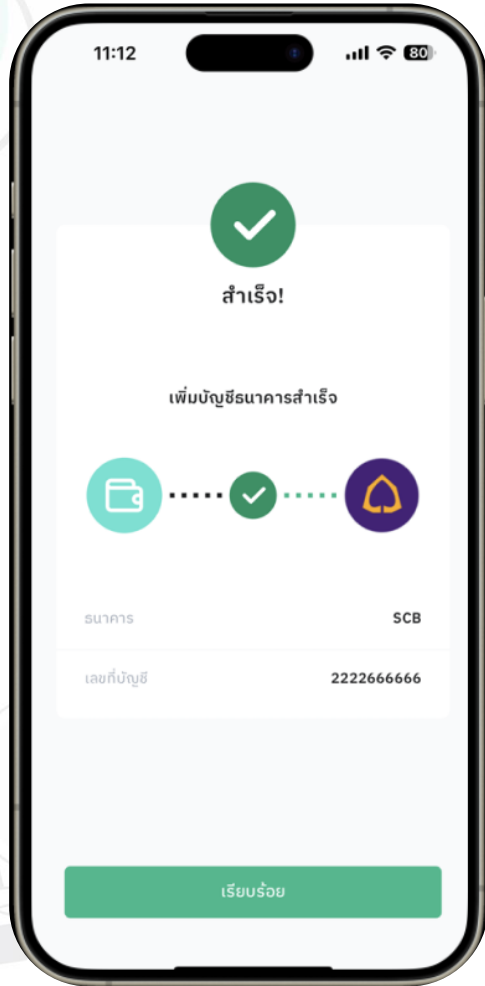 11:12
80
สำเร็จ!
เพิ่มบัญชีธนาคารสำเร็จ
ธนาคาร SCB
เลขที่บัญชี 2222666666
เรียบร้อย